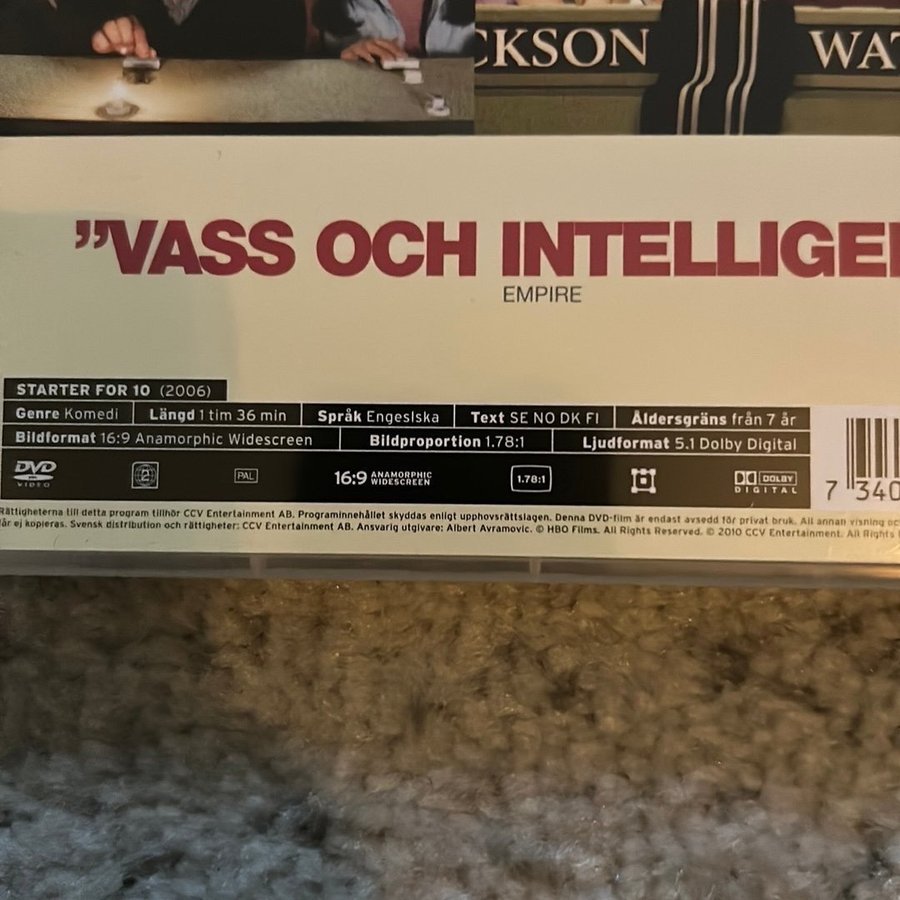 CKSON WAT
”VASS OCH INTELLIGE
EMPIRE
STARTER FOR 10 (2006)
Genre Komedi Längd 1 tim 36 min Språk Engeslska Text SE NO DK FI Åldersgräns från 7 år
Bildformat 16:9 Anamorphic Widescreen Bildproportion 1.78:1 Ljudformat 5.1 Dolby Digital
DVD VIDEO 2 PAL 16:9 ANAMORPHIC WIDESCREEN 1.78:1 DOLBY DIGITAL
7 340
Rättigheterna till detta program tillhör CCV Entertainment AB. Programinnehållet skyddas enligt upphovsrättslagen. Denna DVD-film är endast avsedd för privat bruk. All annan visning oc
får ej kopieras. Svensk distribution och rättigheter: CCV Entertainment AB. Ansvarig utgivare: Albert Avramovic. © HBO Films. All Rights Reserved. © 2010 CCV Entertainment. All Rights